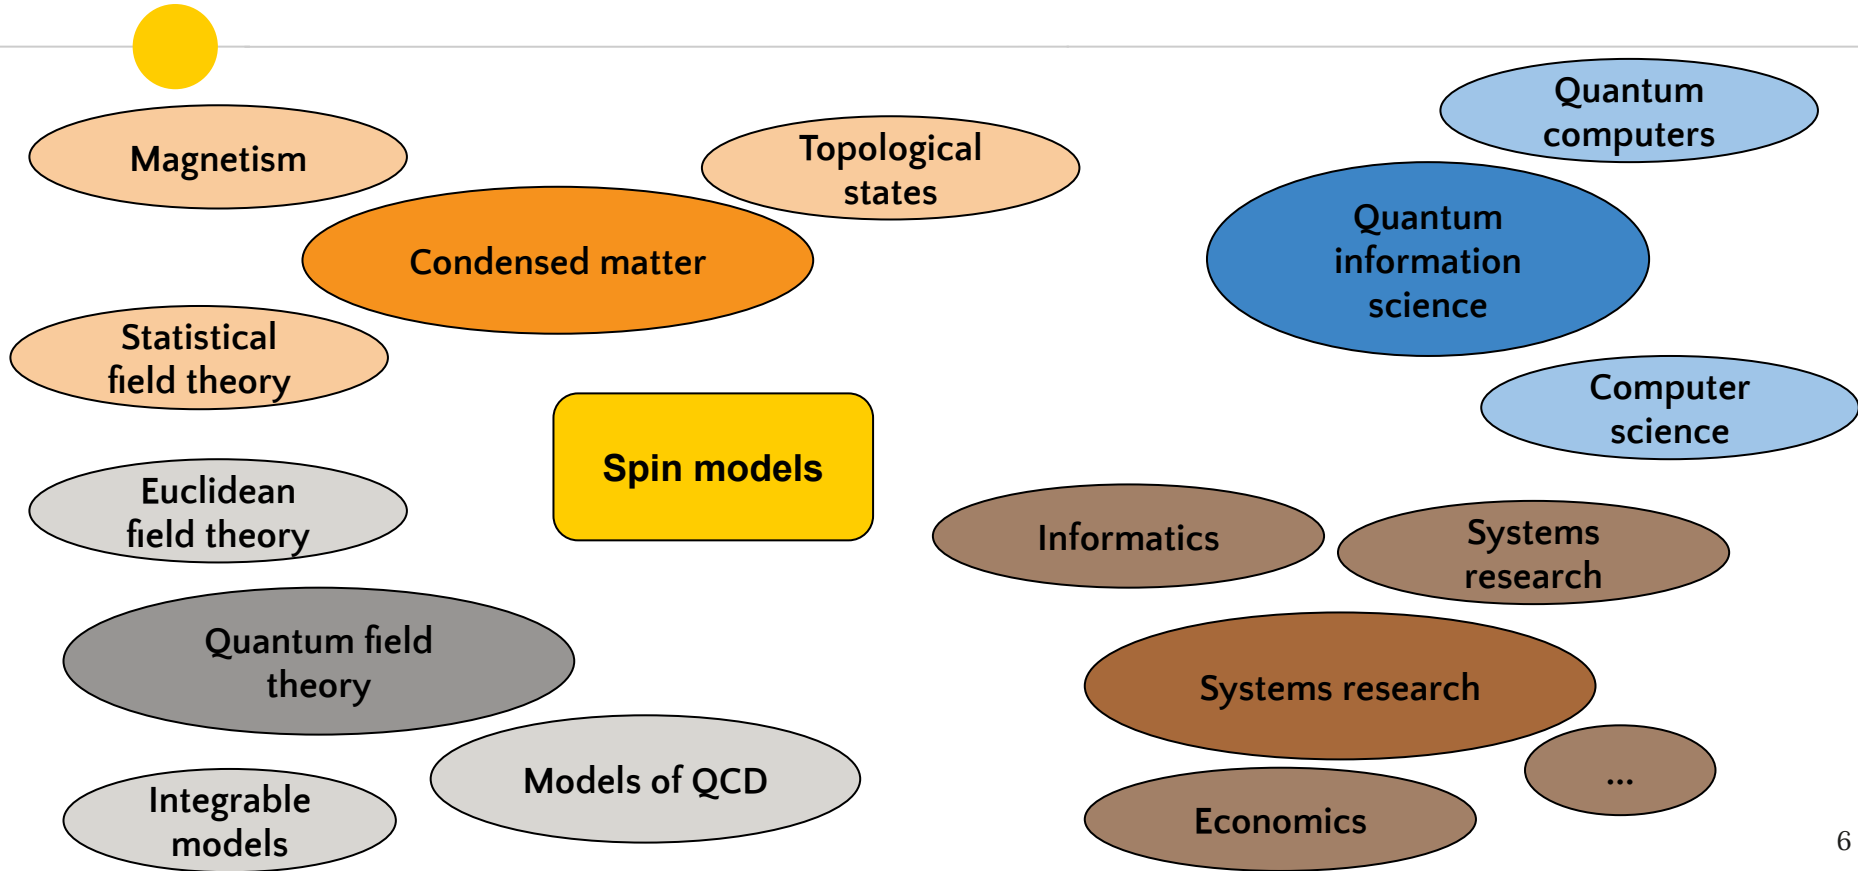 Magnetism
Topological
states
Condensed matter
Statistical
field theory
Quantum
computers
Quantum
information
science
Computer
science
Spin models
Euclidean
field theory
Quantum field
theory
Models of QCD
Integrable
models
Informatics
Systems
research
Systems research
...
Economics
6